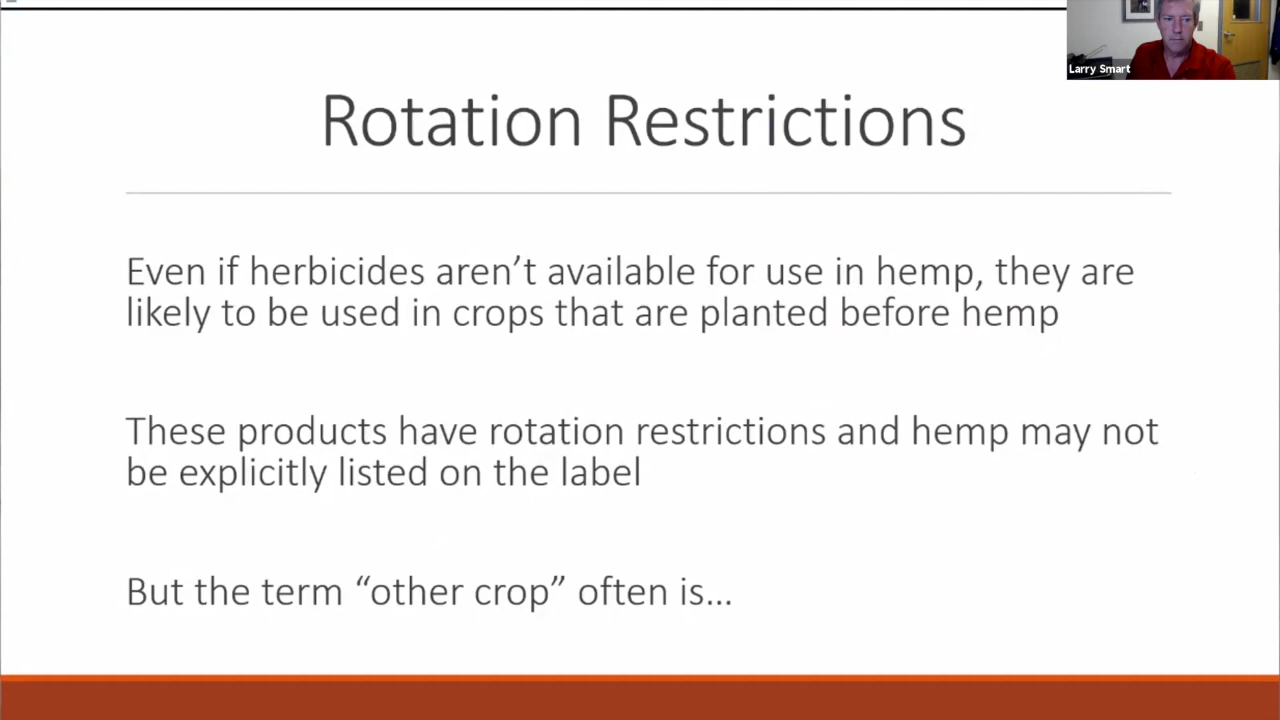 Larry Smart
Rotation Restrictions
Even if herbicides aren’t available for use in hemp, they are
likely to be used in crops that are planted before hemp
These products have rotation restrictions and hemp may not
be explicitly listed on the label
But the term “other crop” often is...